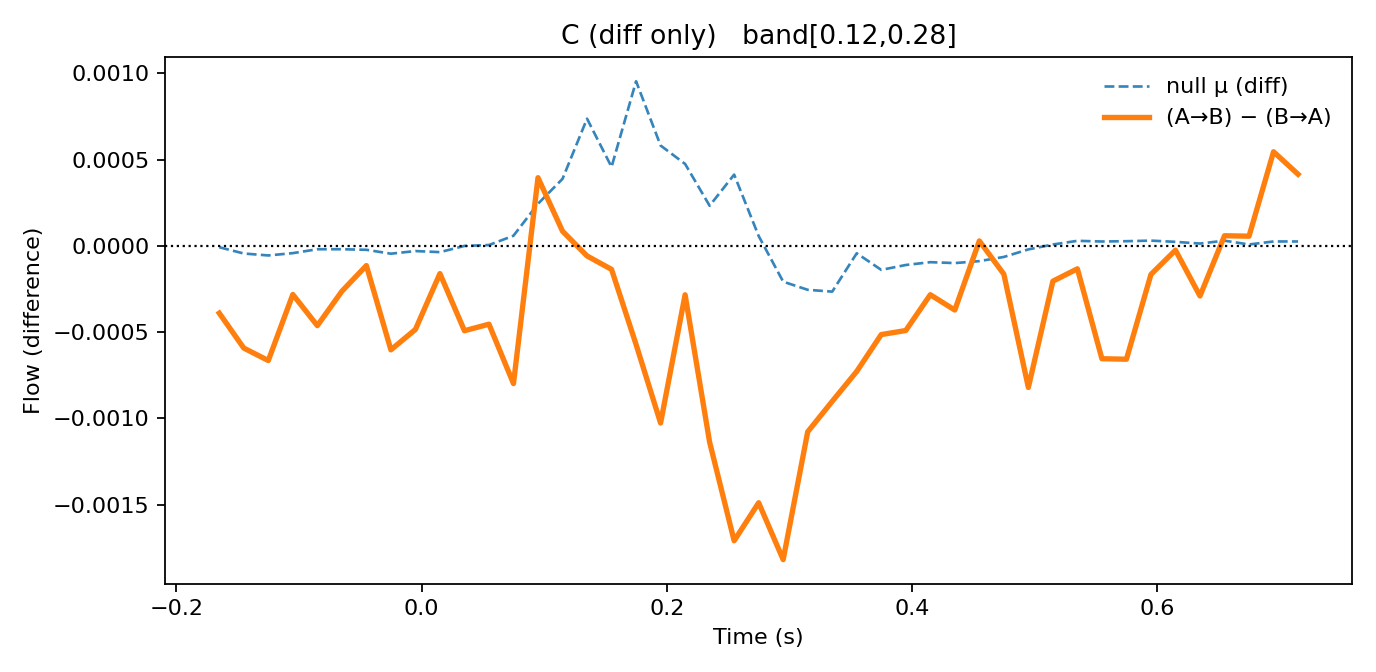 C (diff only)   band[0.12,0.28]
null μ (diff)
(A→B) − (B→A)
Flow (difference)
0.0010
0.0005
0.0000
−0.0005
−0.0010
−0.0015
−0.2
0.0
0.2
0.4
0.6
Time (s)